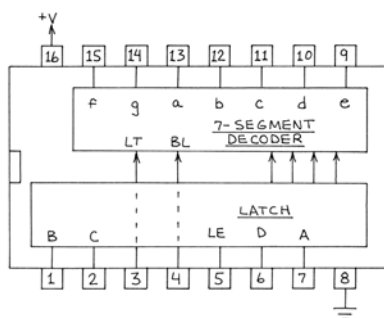 +V
16 15 14 13 12 11 10 9
f g a b c d e
LT BL 7-SEGMENT
DECODER
LATCH
B C LE D A
1 2 3 4 5 6 7 8